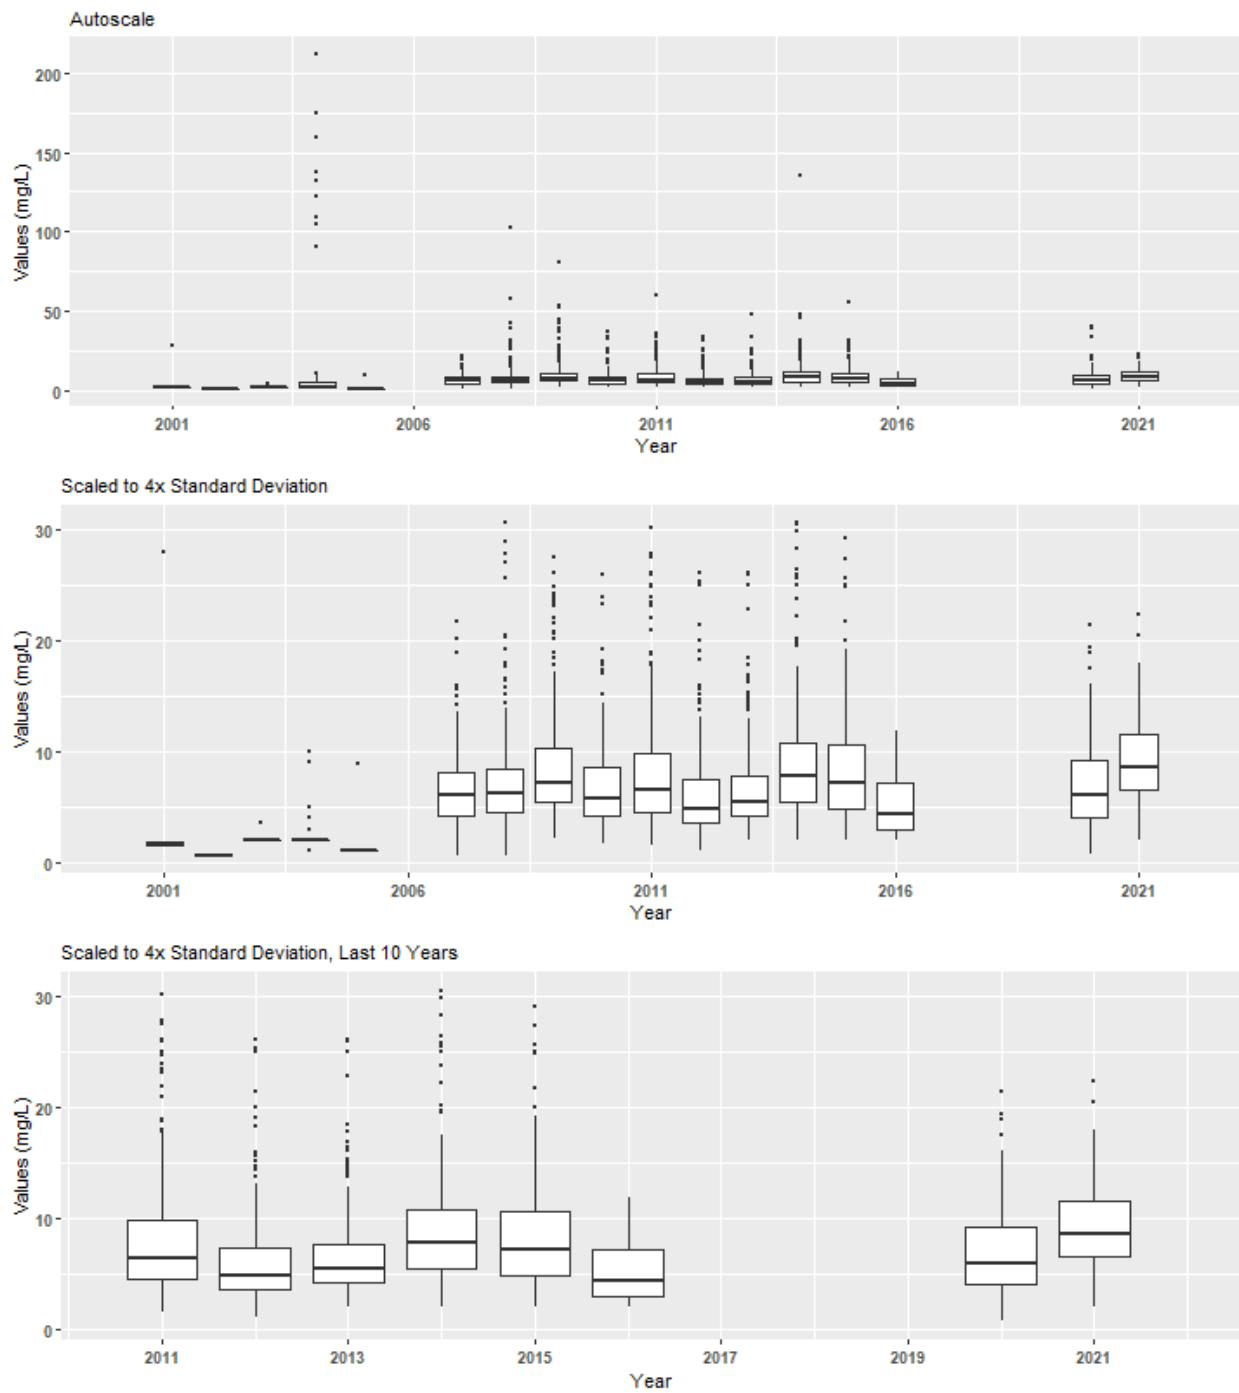 Autoscale
200
150
100
50
0
Values (mg/L)
2001 2006 2011 2016 2021
Year
Scaled to 4x Standard Deviation
30
20
10
0
Values (mg/L)
2001 2006 2011 2016 2021
Year
Scaled to 4x Standard Deviation, Last 10 Years
30
20
10
0
Values (mg/L)
2011 2013 2015 2017 2019 2021
Year